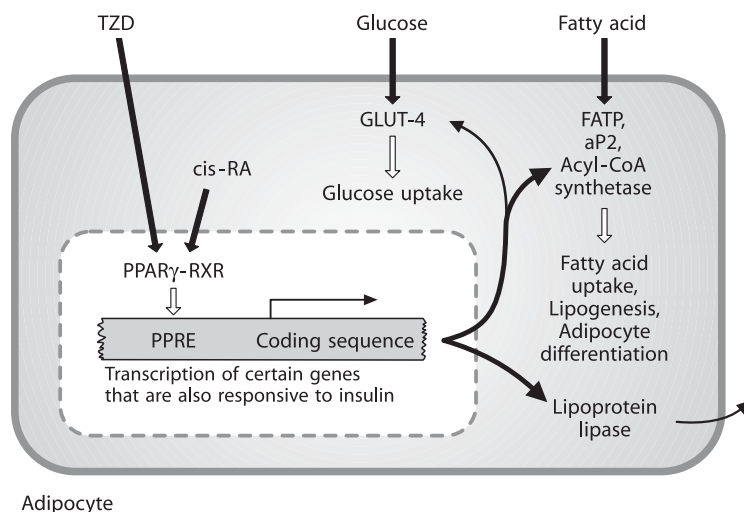 TZD
Glucose
Fatty acid
GLUT-4
Glucose uptake
FATP,
aP2,
Acyl-CoA
synthetase
cis-RA
Fatty acid
uptake,
Lipogenesis,
Adipocyte
differentiation
PPARγ-RXR
PPRE
Coding sequence
Transcription of certain genes
that are also responsive to insulin
Lipoprotein
lipase
Adipocyte